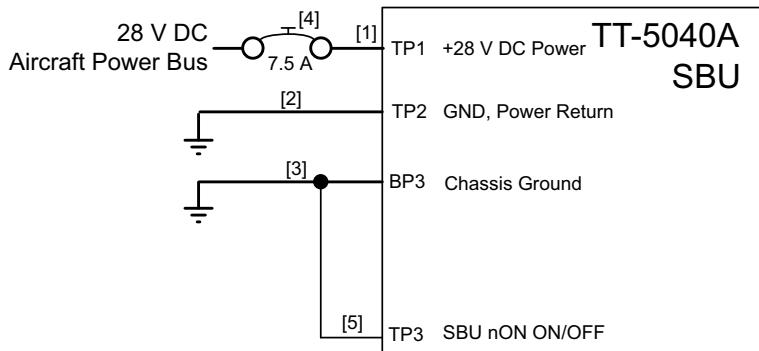 28 V DC
Aircraft Power Bus
[4]
7.5 A
[1]
TP1 +28 V DC Power
TT-5040A
SBU
[2]
TP2 GND, Power Return
[3]
BP3 Chassis Ground
[5]
TP3 SBU nON ON/OFF